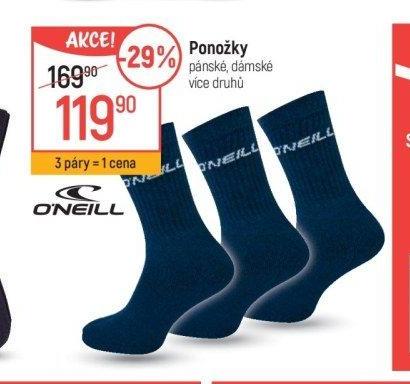 AKCE!
-29%
169⁹⁰
119⁹⁰
3 páry = 1 cena
Ponožky
pánské, dámské
více druhů
O'NEILL
O'NEILL
O'NEILL
O'NEILL